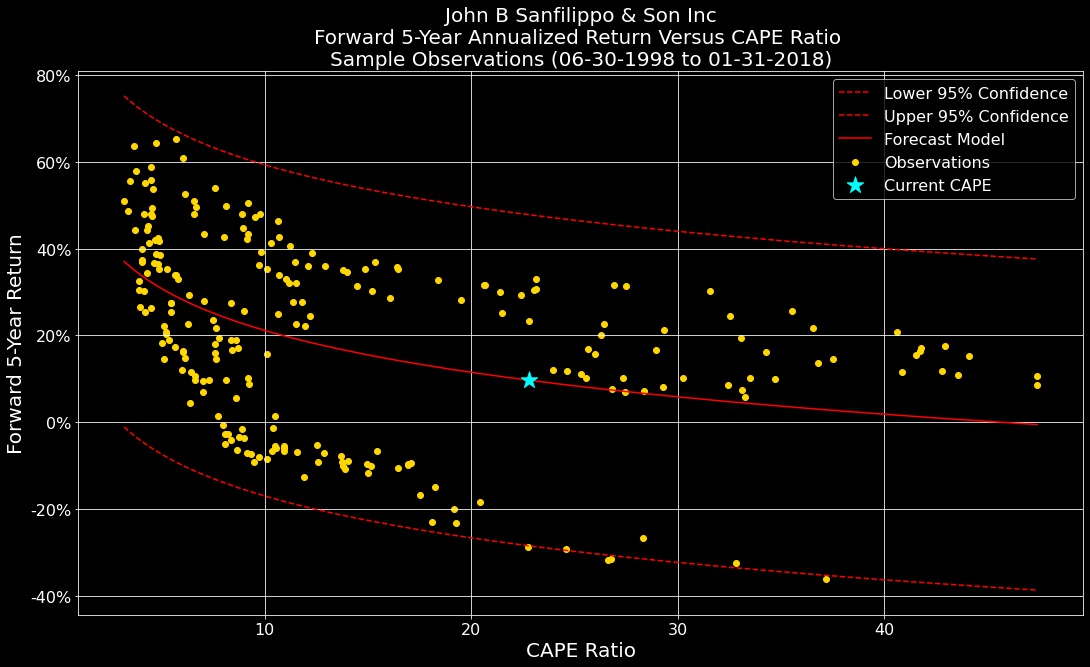 John B Sanfilippo & Son Inc
Forward 5-Year Annualized Return Versus CAPE Ratio
Sample Observations (06-30-1998 to 01-31-2018)
80%
60%
40%
20%
0%
-20%
-40%
Forward 5-Year Return
Lower 95% Confidence
Upper 95% Confidence
Forecast Model
Observations
Current CAPE
10
20
30
40
CAPE Ratio